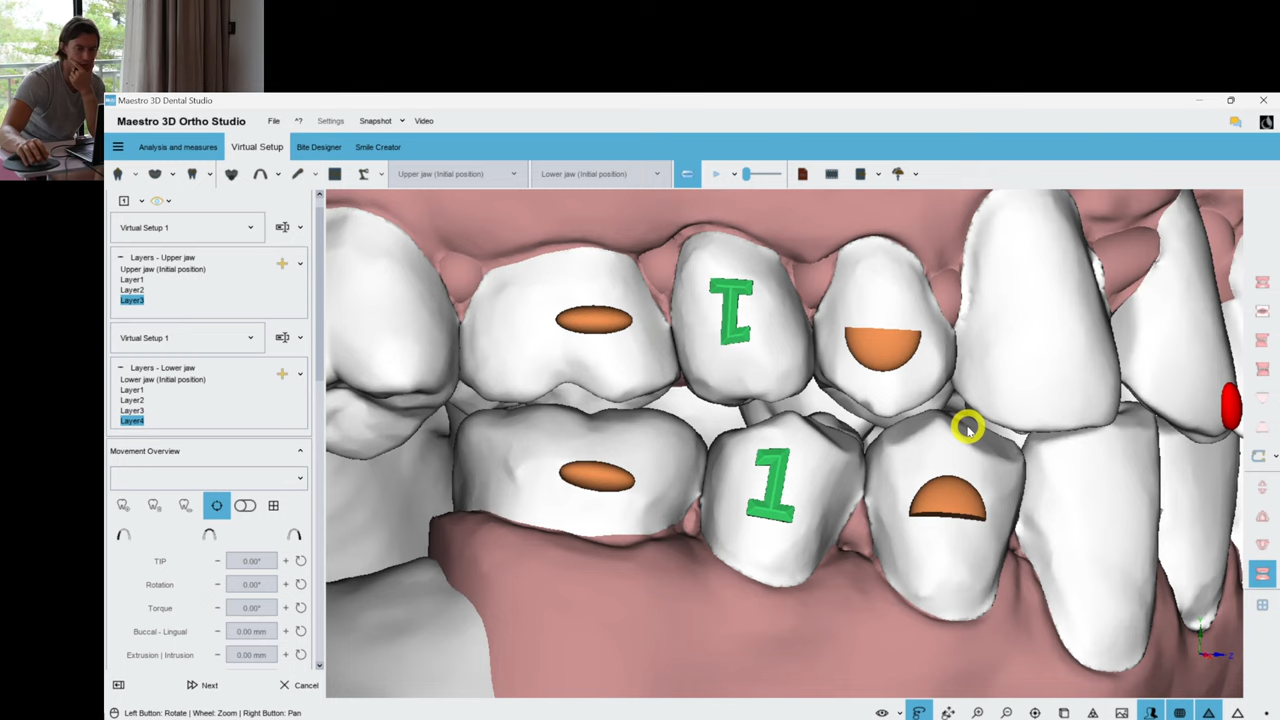 Maestro 3D Dental Studio
Maestro 3D Ortho Studio File ^? Settings Snapshot Video
Analysis and measures Virtual Setup Bite Designer Smile Creator
Upper jaw (Initial position) Lower jaw (Initial position)
Virtual Setup 1
Layers - Upper jaw
Upper jaw (Initial position)
Layer1
Layer2
Layer3
Virtual Setup 1
Layers - Lower jaw
Lower jaw (Initial position)
Layer1
Layer2
Layer3
Layer4
Movement Overview
TIP - 0.00° +
Rotation - 0.00° +
Torque - 0.00° +
Buccal - Lingual - 0.00 mm +
Extrusion | Intrusion - 0.00 mm +
Next Cancel
Left Button: Rotate | Wheel: Zoom | Right Button: Pan
1
1